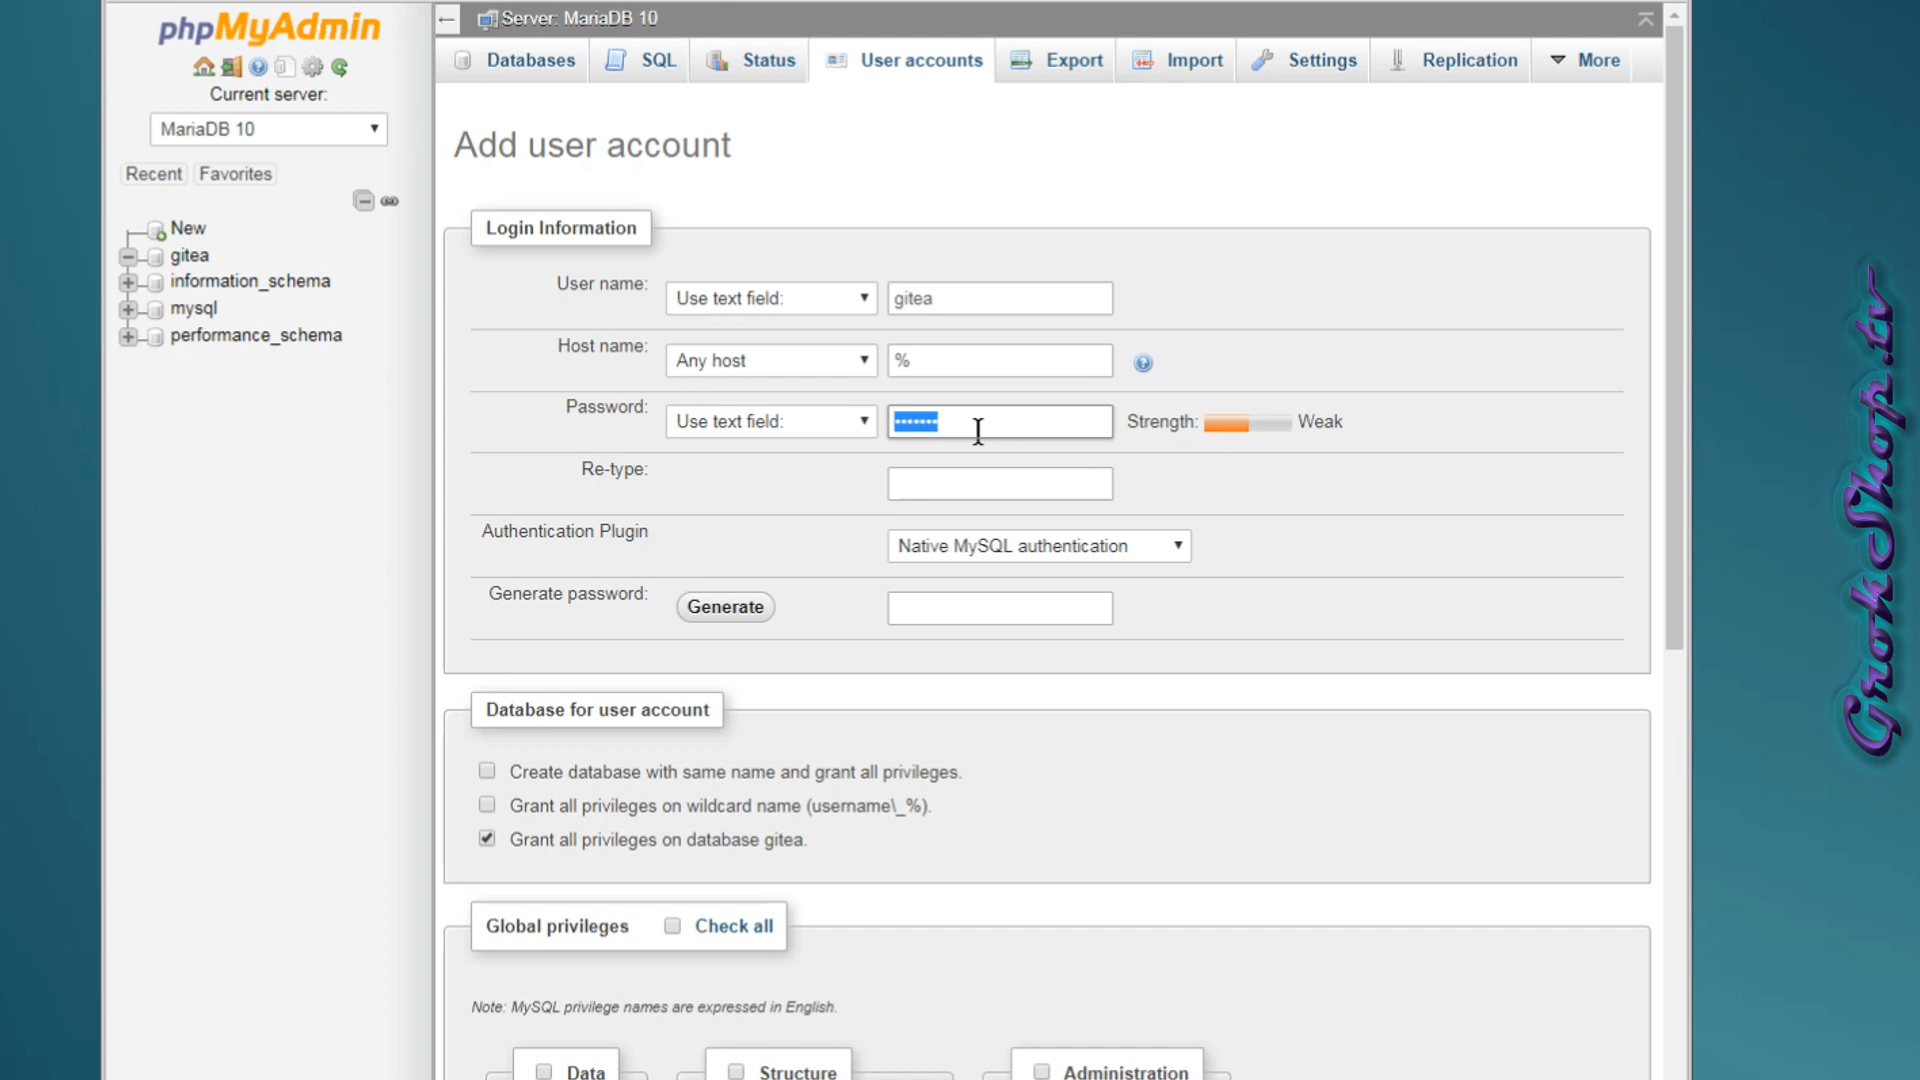 phpMyAdmin
Current server:
MariaDB 10
Recent
Favorites
New
gitea
information_schema
mysql
performance_schema
Server: MariaDB 10
Databases
SQL
Status
User accounts
Export
Import
Settings
Replication
More
Add user account
Login Information
User name:
Use text field:
gitea
Host name:
Any host
%
Password:
Use text field:
Strength:
Weak
Re-type:
Authentication Plugin
Native MySQL authentication
Generate password:
Generate
Database for user account
Create database with same name and grant all privileges.
Grant all privileges on wildcard name (username\_%).
Grant all privileges on database gitea.
Global privileges
Check all
Note: MySQL privilege names are expressed in English.
Data
Structure
Administration
GrokShop.tv